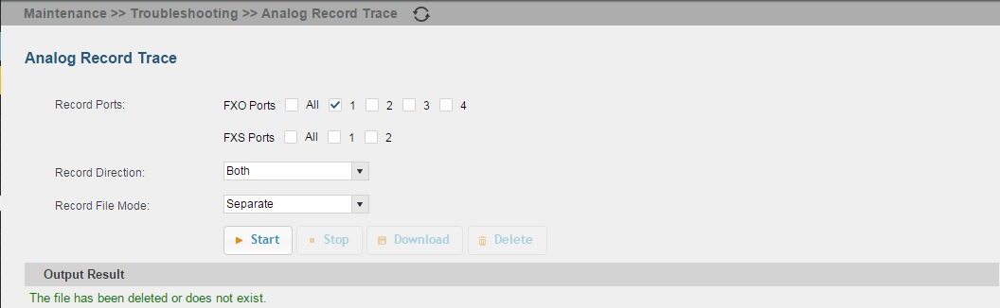 Maintenance >> Troubleshooting >> Analog Record Trace
Analog Record Trace
Record Ports: FXO Ports All 1 2 3 4
FXS Ports All 1 2
Record Direction: Both
Record File Mode: Separate
Start Stop Download Delete
Output Result
The file has been deleted or does not exist.